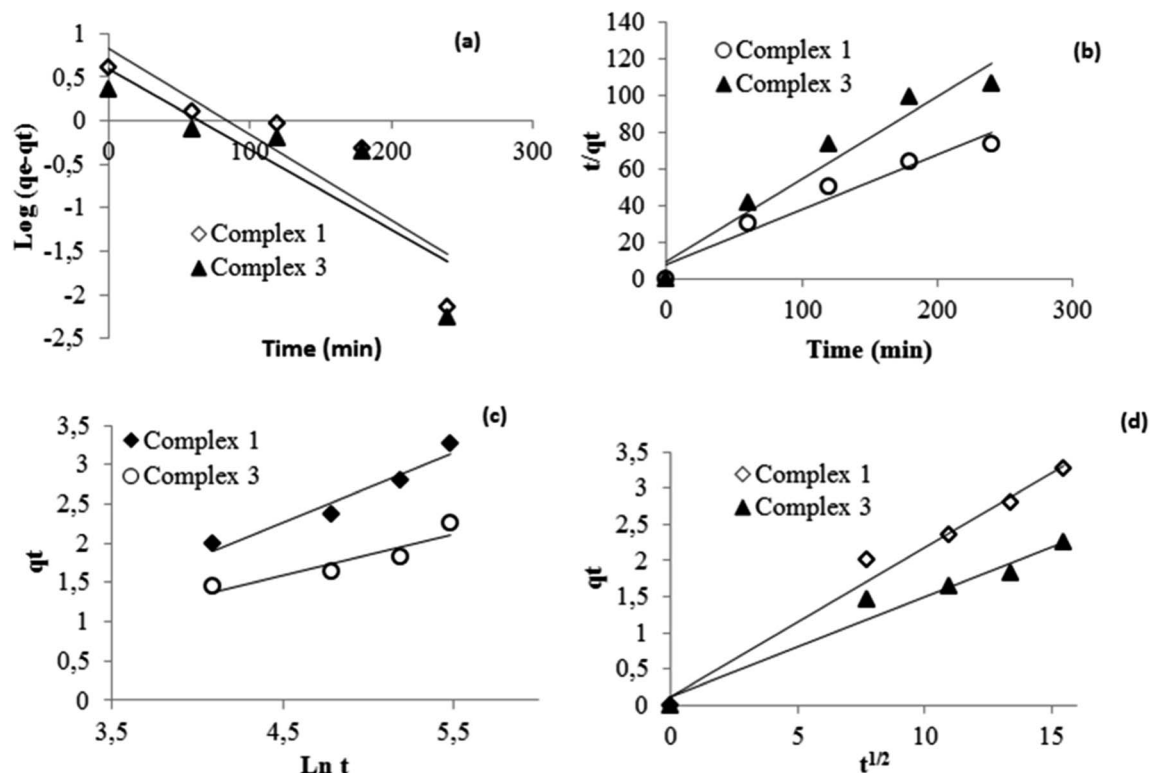 (a)
1
0,5
0
-0,5
-1
-1,5
-2
-2,5
0
100
200
300
Log (qe-qt)
Complex 1
Complex 3
Time (min)
(b)
140
120
100
80
60
40
20
0
0
100
200
300
t/qt
Complex 1
Complex 3
Time (min)
(c)
3,5
3
2,5
2
1,5
1
0,5
0
3,5
4,5
5,5
qt
Complex 1
Complex 3
Ln t
(d)
3,5
3
2,5
2
1,5
1
0,5
0
0
5
10
15
qt
Complex 1
Complex 3
t1/2